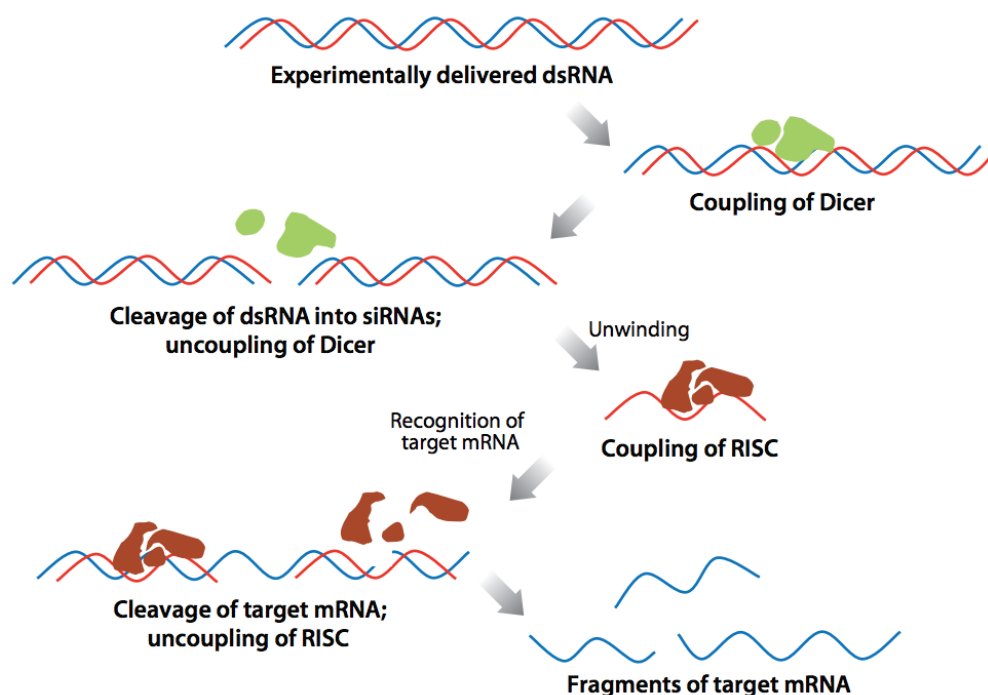 Experimentally delivered dsRNA
Coupling of Dicer
Cleavage of dsRNA into siRNAs;
uncoupling of Dicer
Unwinding
Coupling of RISC
Recognition of
target mRNA
Cleavage of target mRNA;
uncoupling of RISC
Fragments of target mRNA